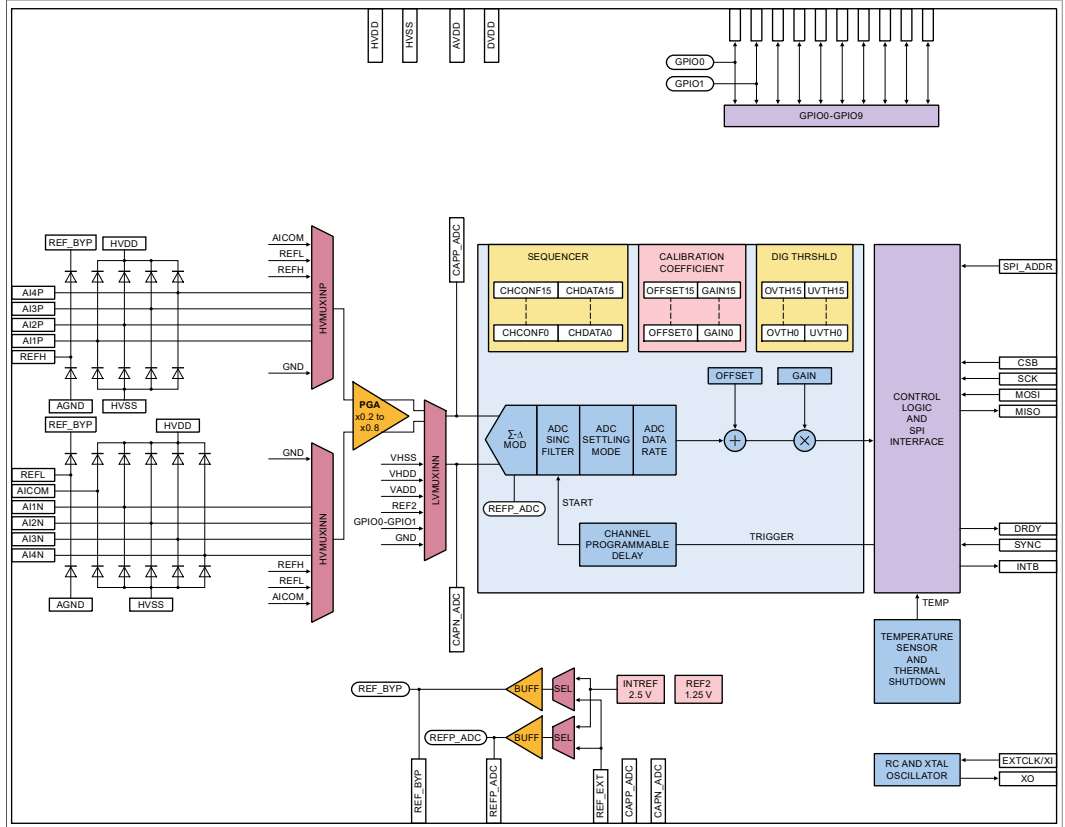 HVDD
HVSS
AVDD
DVDD
GPIO0
GPIO1
GPIO0-GPIO9
REF_BYP
HVDD
AI4P
AI3P
AI2P
AI1P
REFH
AGND
HVSS
AICOM
REFL
REFH
HVMUXINP
GND
REF_BYP
HVDD
REFL
AICOM
AI1N
AI2N
AI3N
AI4N
AGND
HVSS
GND
HVMUXINN
REFH
REFL
AICOM
PGA
x0.2 to
x0.8
VHSS
VHDD
VADD
REF2
GPIO0-GPIO1
GND
LVMUXINN
CAPP_ADC
CAPN_ADC
SEQUENCER
CHCONF15
CHDATA15
CHCONF0
CHDATA0
CALIBRATION
COEFFICIENT
OFFSET15
GAIN15
OFFSET0
GAIN0
DIG THRSHLD
OVTH15
UVTH15
OVTH0
UVTH0
OFFSET
GAIN
Σ-Δ
MOD
ADC
SINC
FILTER
ADC
SETTLING
MODE
ADC
DATA
RATE
+
×
REFP_ADC
START
CHANNEL
PROGRAMMABLE
DELAY
TRIGGER
CONTROL
LOGIC
AND
SPI
INTERFACE
SPI_ADDR
CSB
SCK
MOSI
MISO
DRDY
SYNC
INTB
TEMP
TEMPERATURE
SENSOR
AND
THERMAL
SHUTDOWN
RC AND XTAL
OSCILLATOR
EXTCLK/XI
XO
REF_BYP
BUFF
SEL
INTREF
2.5 V
REF2
1.25 V
REFP_ADC
BUFF
SEL
REF_BYP
REFP_ADC
REF_EXT
CAPP_ADC
CAPN_ADC